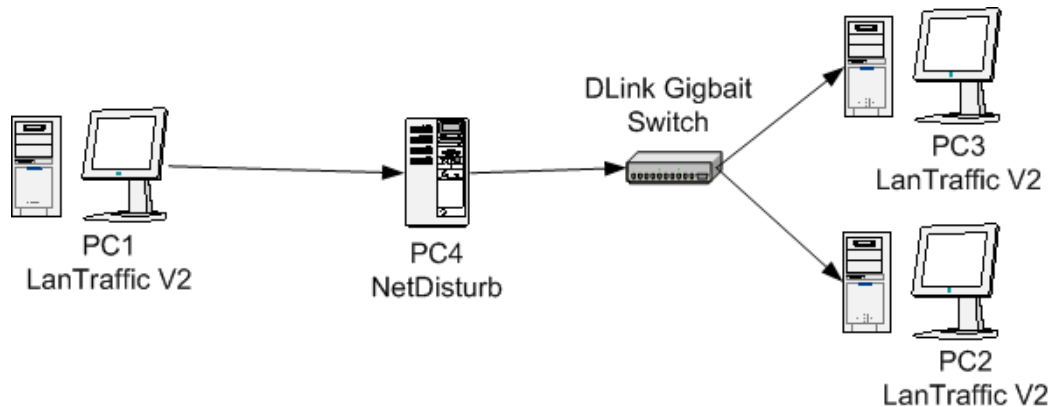 PC1
LanTraffic V2
PC4
NetDisturb
DLink Gigbait
Switch
PC3
LanTraffic V2
PC2
LanTraffic V2